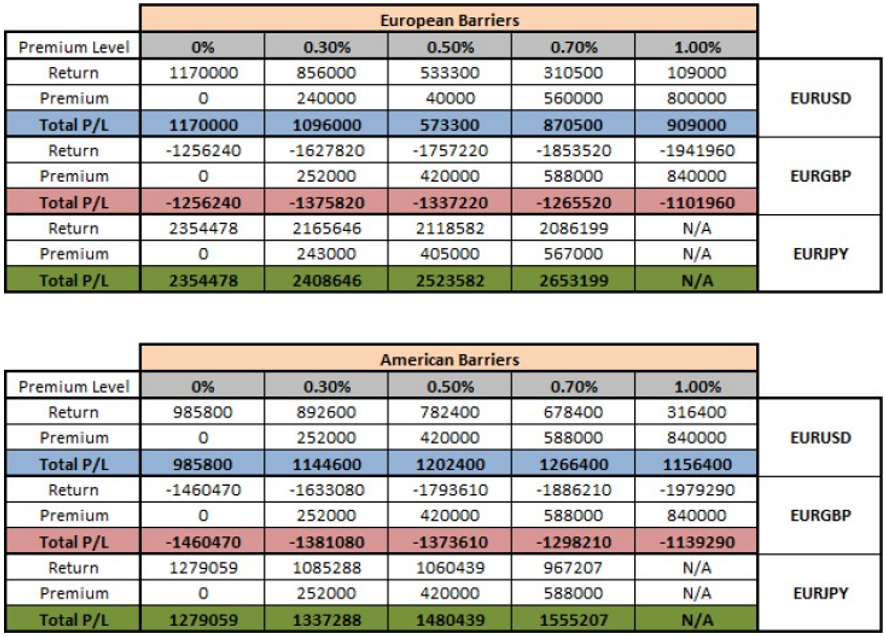 European Barriers
Premium Level 0% 0.30% 0.50% 0.70% 1.00%
Return 1170000 856000 533300 310500 109000
Premium 0 240000 40000 560000 800000 EURUSD
Total P/L 1170000 1096000 573300 870500 909000
Return -1256240 -1627820 -1757220 -1853520 -1941960
Premium 0 252000 420000 588000 840000 EURGBP
Total P/L -1256240 -1375820 -1337220 -1265520 -1101960
Return 2354478 2165646 2118582 2086199 N/A
Premium 0 243000 405000 567000 N/A EURJPY
Total P/L 2354478 2408646 2523582 2653199 N/A
American Barriers
Premium Level 0% 0.30% 0.50% 0.70% 1.00%
Return 985800 892600 782400 678400 316400
Premium 0 252000 420000 588000 840000 EURUSD
Total P/L 985800 1144600 1202400 1266400 1156400
Return -1460470 -1633080 -1793610 -1886210 -1979290
Premium 0 252000 420000 588000 840000 EURGBP
Total P/L -1460470 -1381080 -1373610 -1298210 -1139290
Return 1279059 1085288 1060439 967207 N/A
Premium 0 252000 420000 588000 N/A EURJPY
Total P/L 1279059 1337288 1480439 1555207 N/A